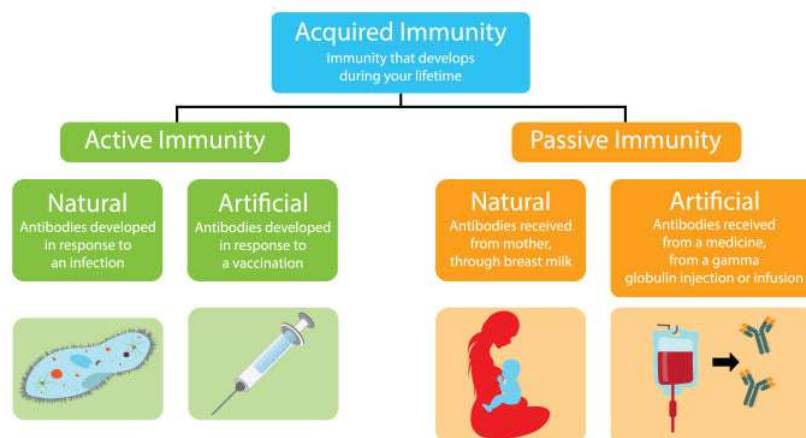 Acquired Immunity
Immunity that develops
during your lifetime
Active Immunity
Passive Immunity
Natural
Antibodies developed
in response to
an infection
Artificial
Antibodies developed
in response to
a vaccination
Natural
Antibodies received
from mother,
through breast milk
Artificial
Antibodies received
from a medicine,
from a gamma
globulin injection or infusion